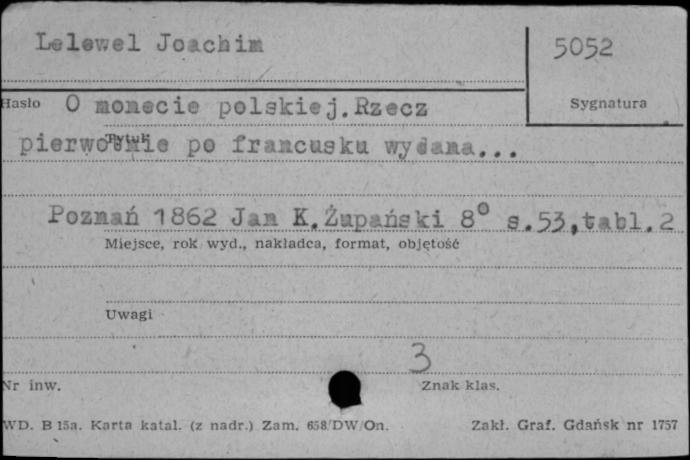 Lelewel Joachim
5052
Hasło O monecie polskiej.Rzecz
Sygnatura
Tytuł
pierwotnie po francusku wydana...
Poznań 1862 Jan K.Żupański 8° s.53,tabl.2
Miejsce, rok wyd., nakładca, format, objętość
Uwagi
3
Nr inw.
Znak klas.
WD. B 15a. Karta katal. (z nadr.) Zam. 658/DW/On.
Zakł. Graf. Gdańsk nr 1757